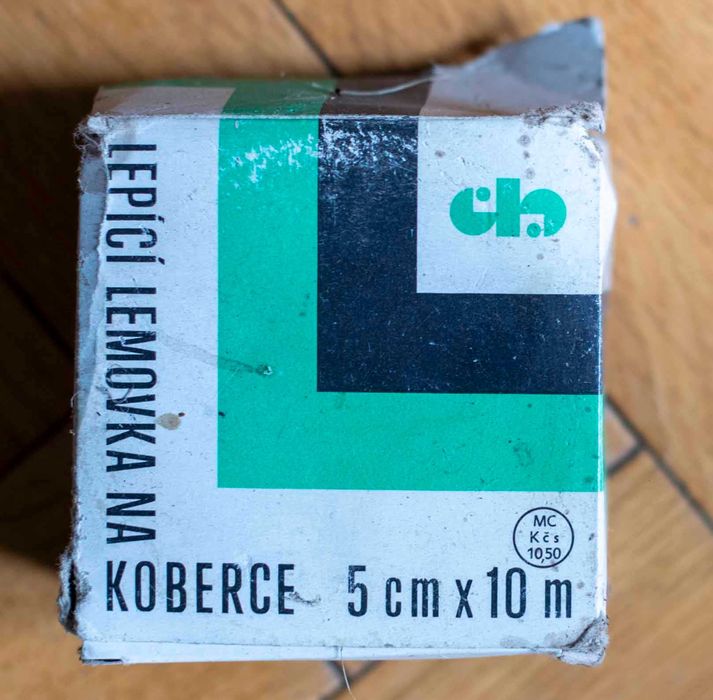 LEPÍCÍ LEMOVKA NA
KOBERCE 5 cm x 10 m
MC
Kčs
10,50